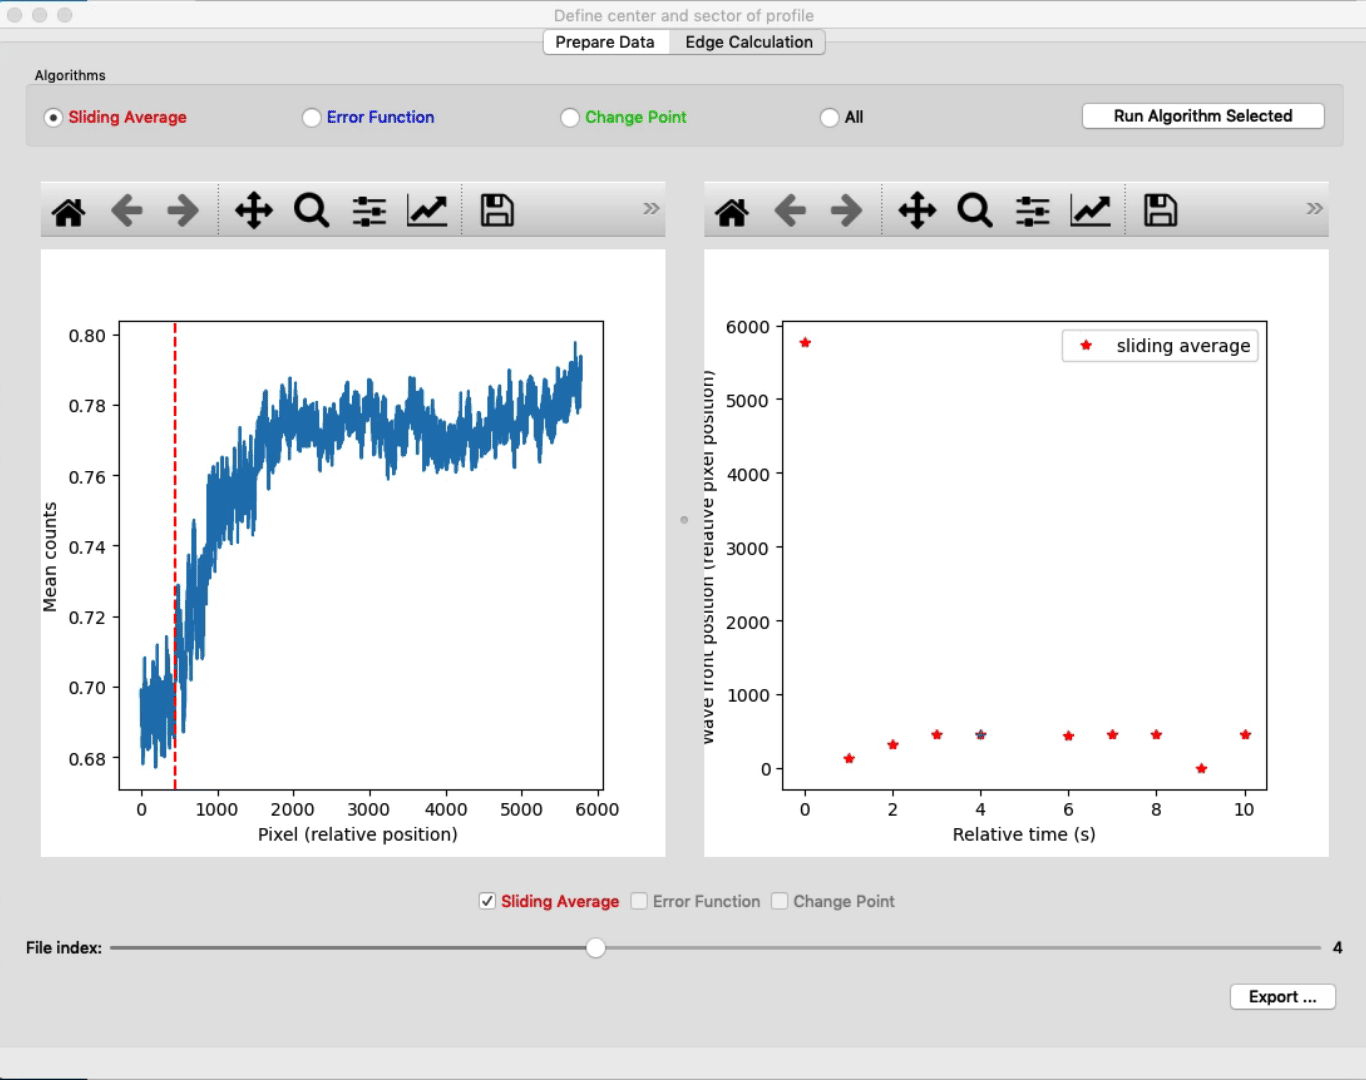 Define center and sector of profile
Prepare Data Edge Calculation
Algorithms
Sliding Average Error Function Change Point All Run Algorithm Selected
0.80
0.78
0.76
0.74
0.72
0.70
0.68
Mean counts
0 1000 2000 3000 4000 5000 6000
Pixel (relative position)
sliding average
6000
5000
4000
3000
2000
1000
0
wave front position (relative pixel position)
0 2 4 6 8 10
Relative time (s)
Sliding Average Error Function Change Point
File index: 4
Export ...